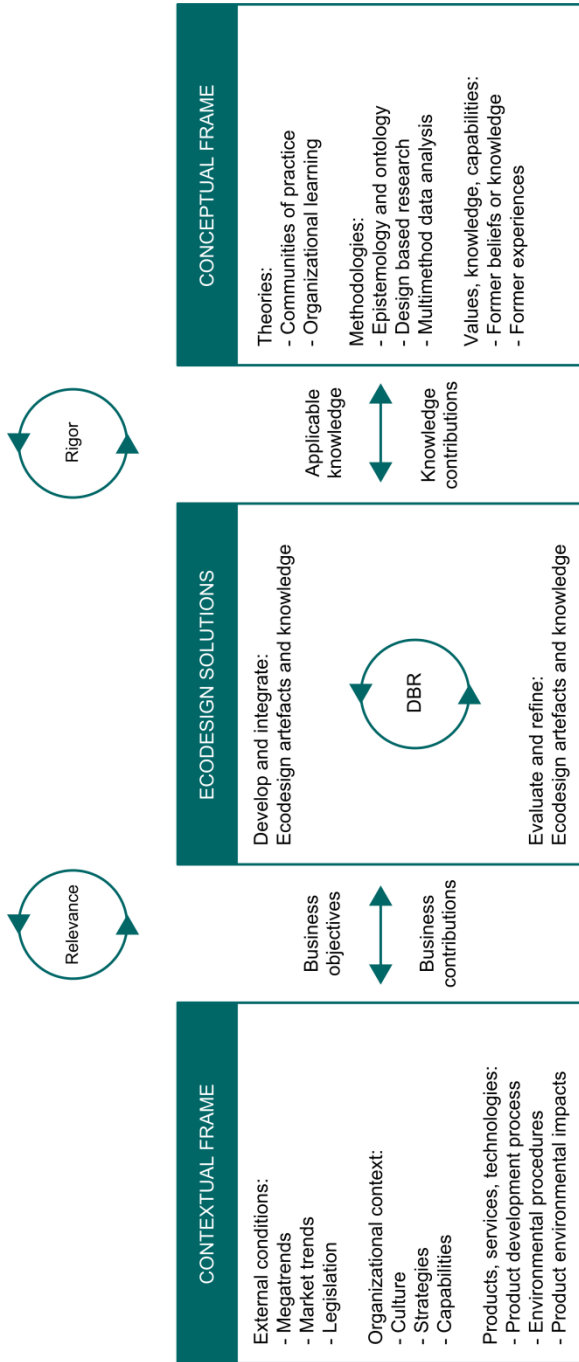 Relevance
Rigor
CONTEXTUAL FRAME
External conditions:
- Megatrends
- Market trends
- Legislation
Organizational context:
- Culture
- Strategies
- Capabilities
Products, services, technologies:
- Product development process
- Environmental procedures
- Product environmental impacts
Business
objectives
Business
contributions
ECODESIGN SOLUTIONS
Develop and integrate:
Ecodesign artefacts and knowledge
DBR
Evaluate and refine:
Ecodesign artefacts and knowledge
Applicable
knowledge
Knowledge
contributions
CONCEPTUAL FRAME
Theories:
- Communities of practice
- Organizational learning
Methodologies:
- Epistemology and ontology
- Design based research
- Multimethod data analysis
Values, knowledge, capabilities:
- Former beliefs or knowledge
- Former experiences